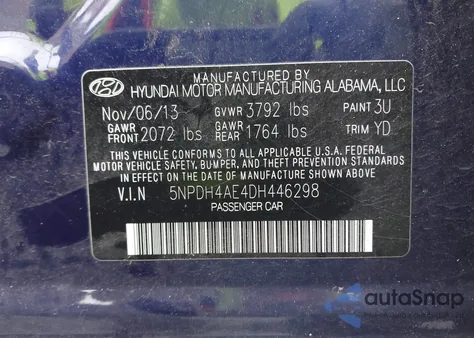 MANUFACTURED BY
HYUNDAI MOTOR MANUFACTURING ALABAMA, LLC
Nov/06/13 GVWR 3792 lbs PAINT 3U
GAWR FRONT 2072 lbs GAWR REAR 1764 lbs TRIM YD
THIS VEHICLE CONFORMS TO ALL APPLICABLE U.S.A FEDERAL
MOTOR VEHICLE SAFETY, BUMPER, AND THEFT PREVENTION STANDARDS
IN EFFECT ON THE DATE OF MANUFACTURE SHOWN ABOVE.
V.I.N 5NPDH4AE4DH446298
PASSENGER CAR
autoSnap